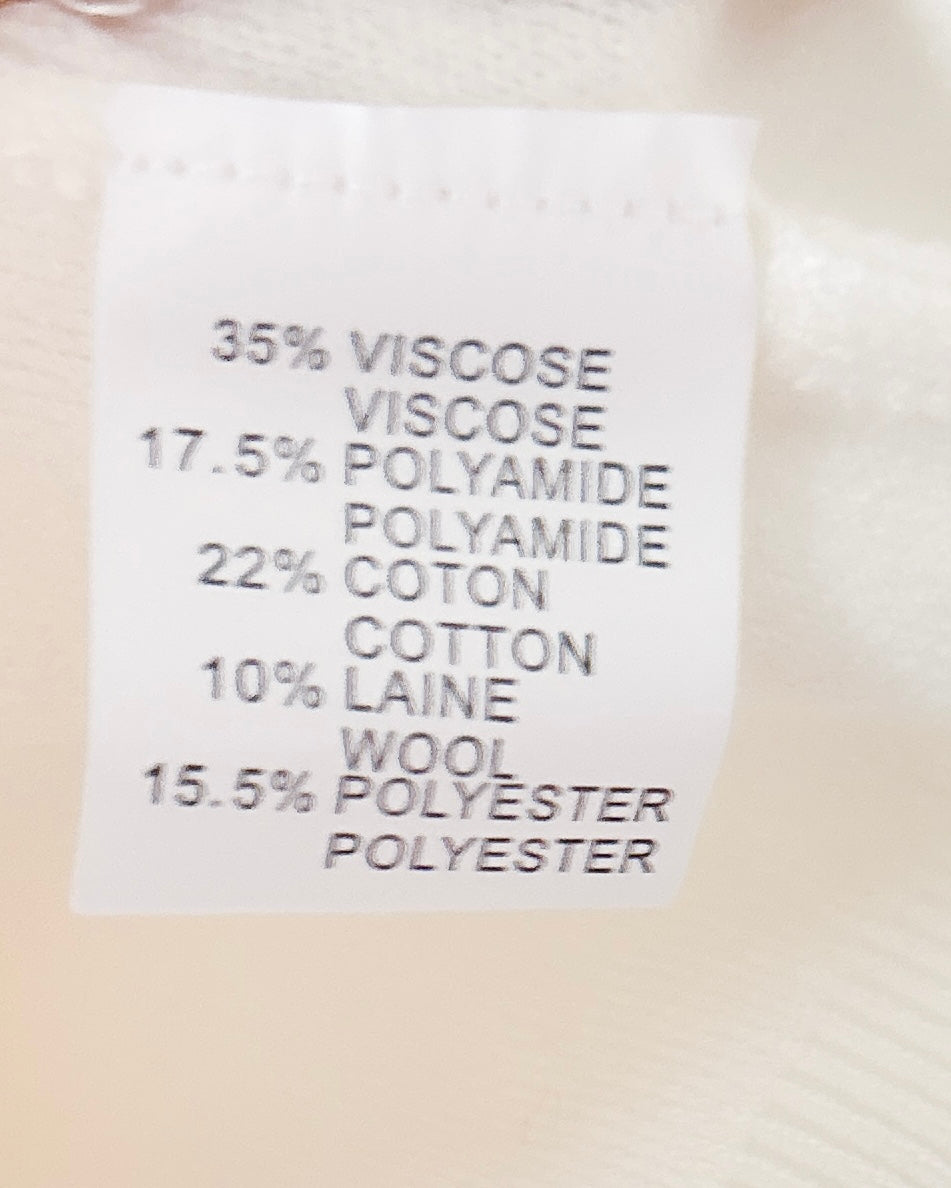 35% VISCOSE
VISCOSE
17.5% POLYAMIDE
POLYAMIDE
22% COTON
COTTON
10% LAINE
WOOL
15.5% POLYESTER
POLYESTER